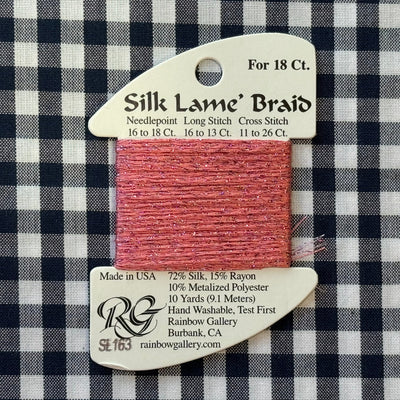 For 18 Ct.
Silk Lame' Braid
Needlepoint Long Stitch Cross Stitch
16 to 18 Ct. 16 to 13 Ct. 11 to 26 Ct.
Made in USA 72% Silk, 15% Rayon
10% Metalized Polyester
10 Yards (9.1 Meters)
Hand Washable, Test First
Rainbow Gallery
Burbank, CA
rainbowgallery.com
RG
SL163